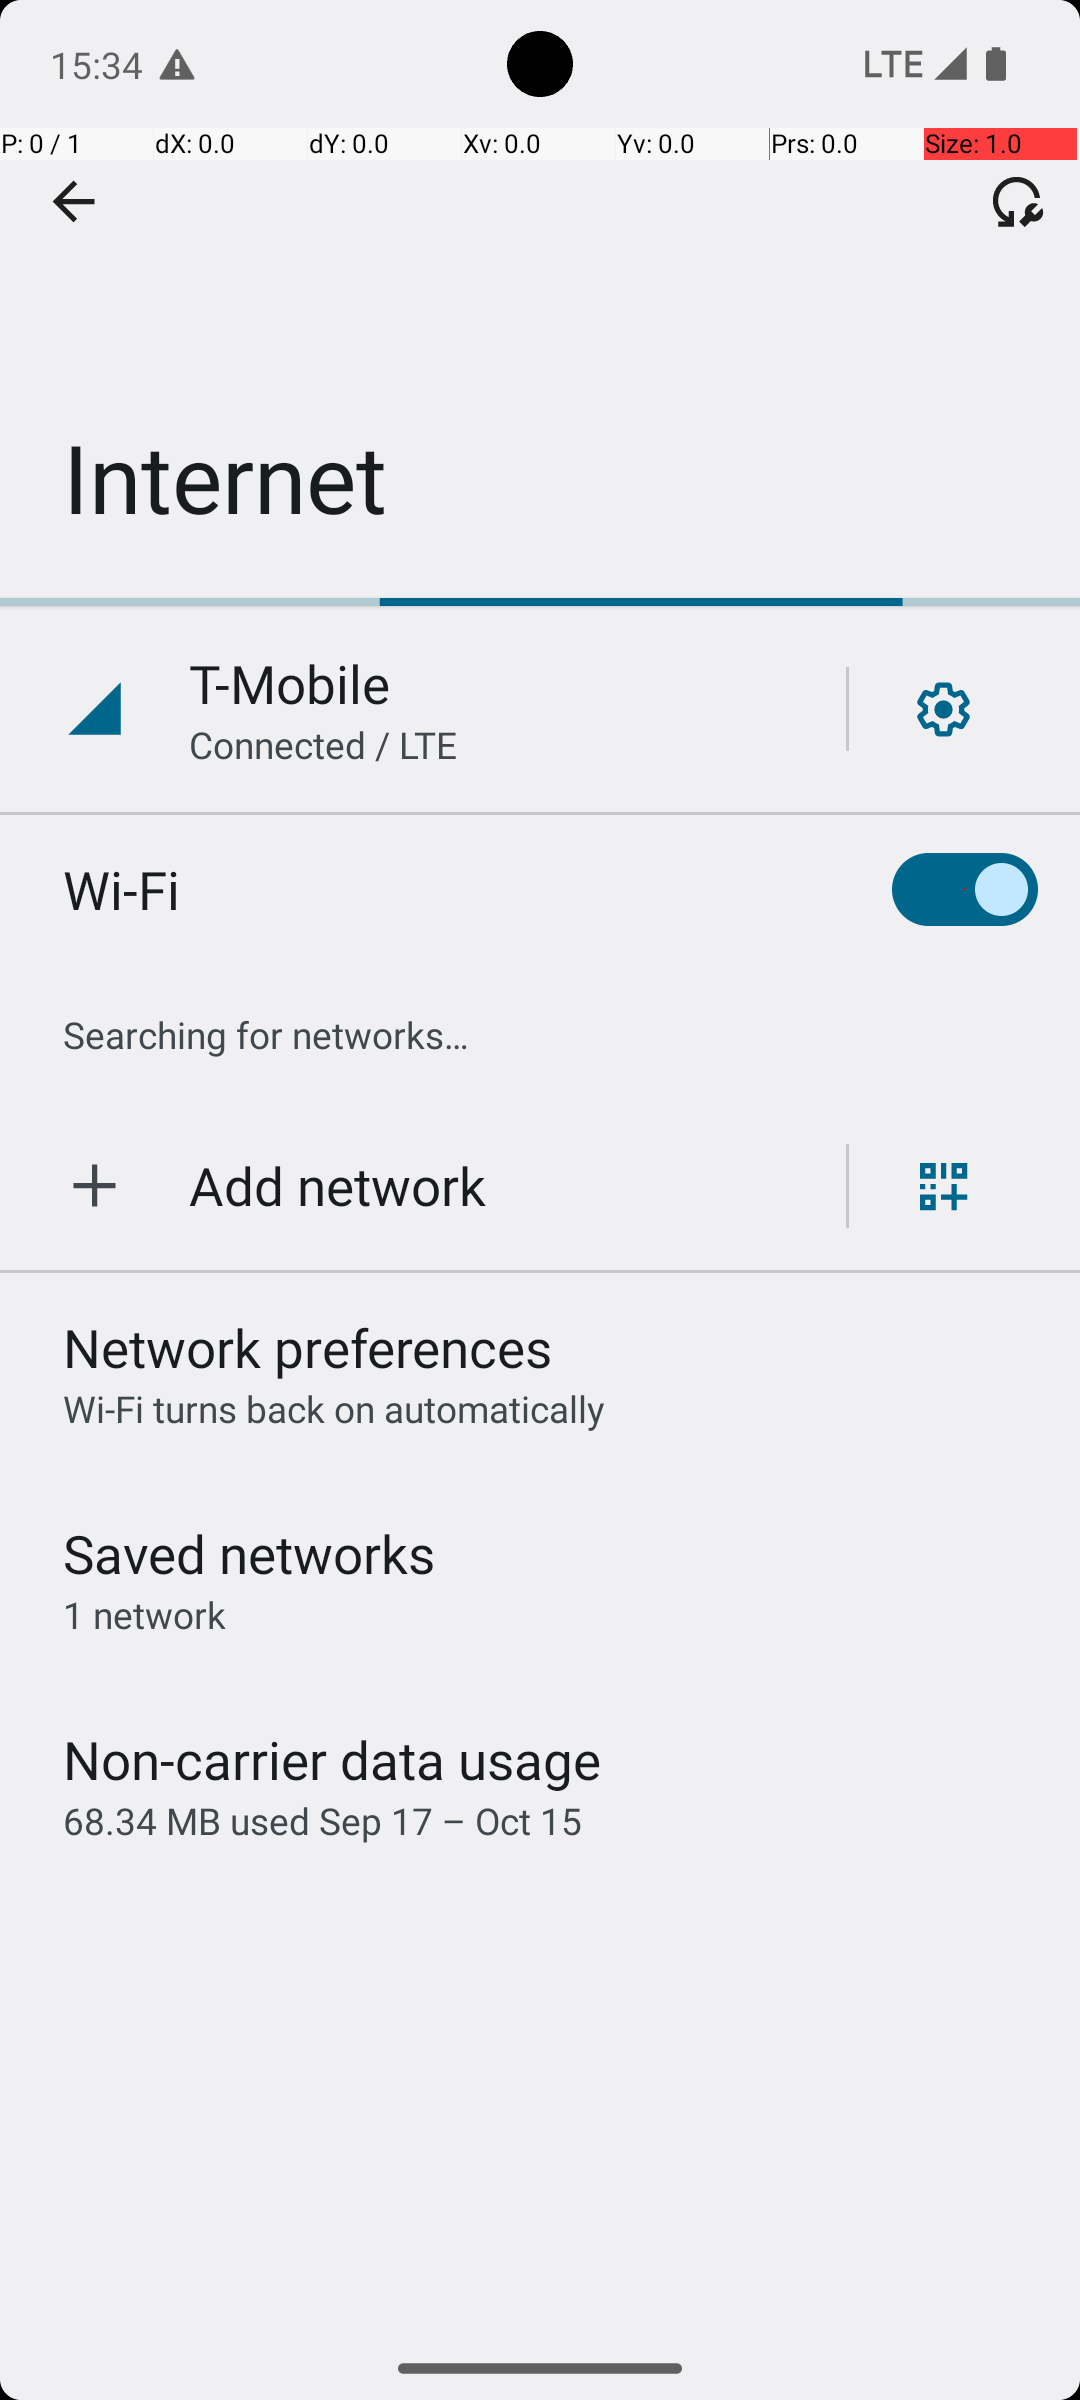 15:34
LTE
P: 0 / 1 dX: 0.0 dY: 0.0 Xv: 0.0 Yv: 0.0 Prs: 0.0 Size: 1.0
Internet
T-Mobile
Connected / LTE
Wi-Fi
Searching for networks…
Add network
Network preferences
Wi-Fi turns back on automatically
Saved networks
1 network
Non-carrier data usage
68.34 MB used Sep 17 – Oct 15